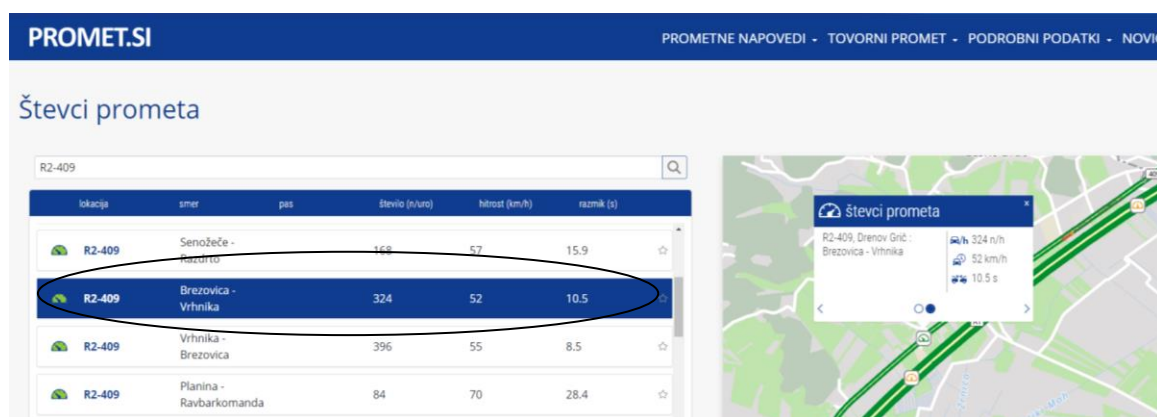 PROMET.SI
PROMETNE NAPOVEDI - TOVORNI PROMET - PODROBNI PODATKI -
Števci prometa
R2-409
lokacija smer pas število (n/uro) hitrost (km/h) razmik (s)
R2-409 Senožeče - Razdrto 168 57 15.9
R2-409 Brezovica - Vrhnika 324 52 10.5
R2-409 Vrhnika - Brezovica 396 55 8.5
R2-409 Planina - Ravbarkomanda 84 70 28.4
števci prometa
R2-409, Drenov Grič :
Brezovica - Vrhnika
/h 324 n/h
52 km/h
10.5 s